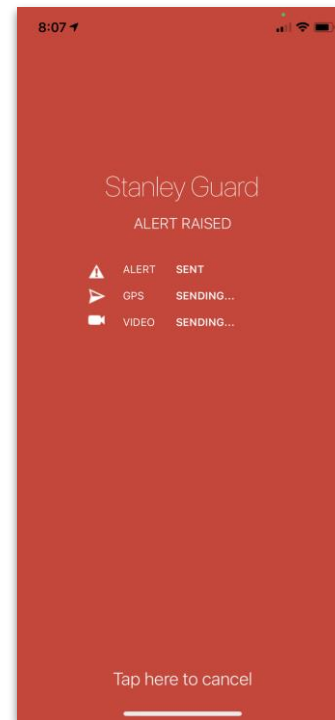 8:07
Stanley Guard
ALERT RAISED
ALERT SENT
GPS SENDING...
VIDEO SENDING...
Tap here to cancel